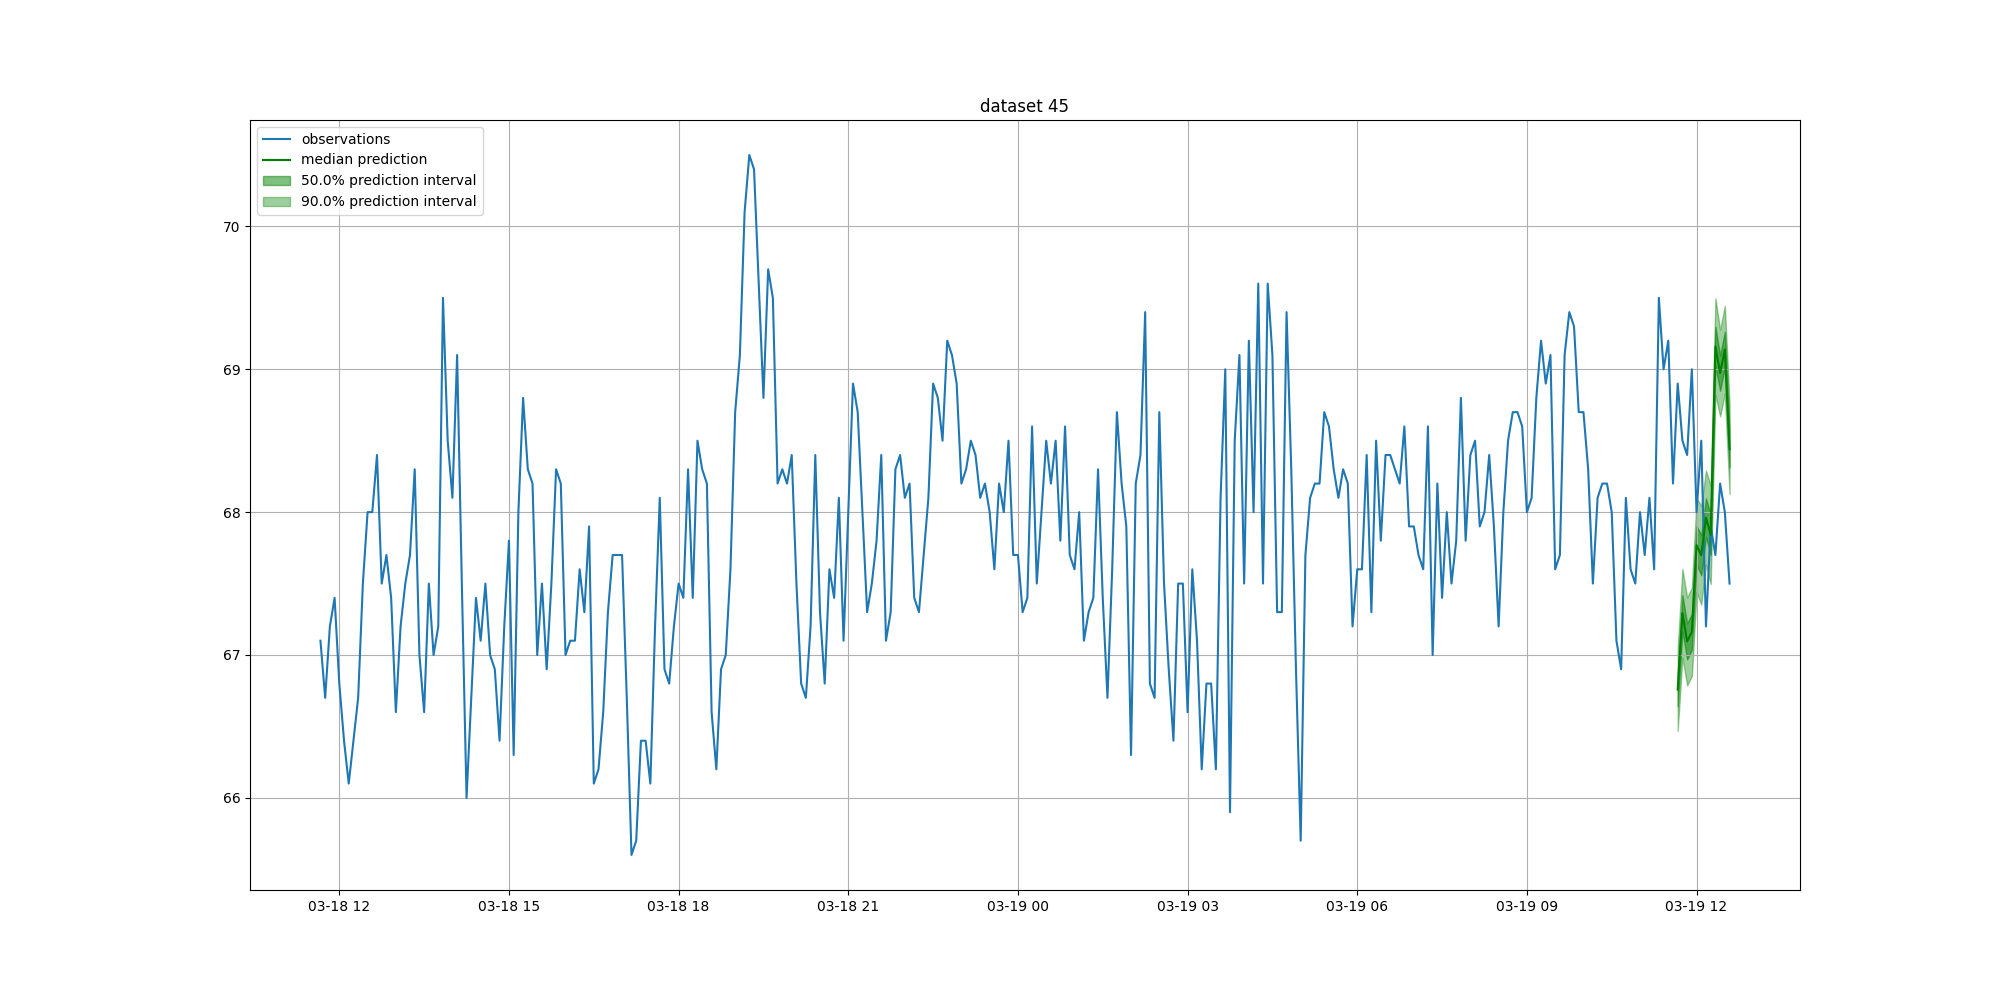 dataset 45
observations
median prediction
50.0% prediction interval
90.0% prediction interval
70
69
68
67
66
03-18 12
03-18 15
03-18 18
03-18 21
03-19 00
03-19 03
03-19 06
03-19 09
03-19 12